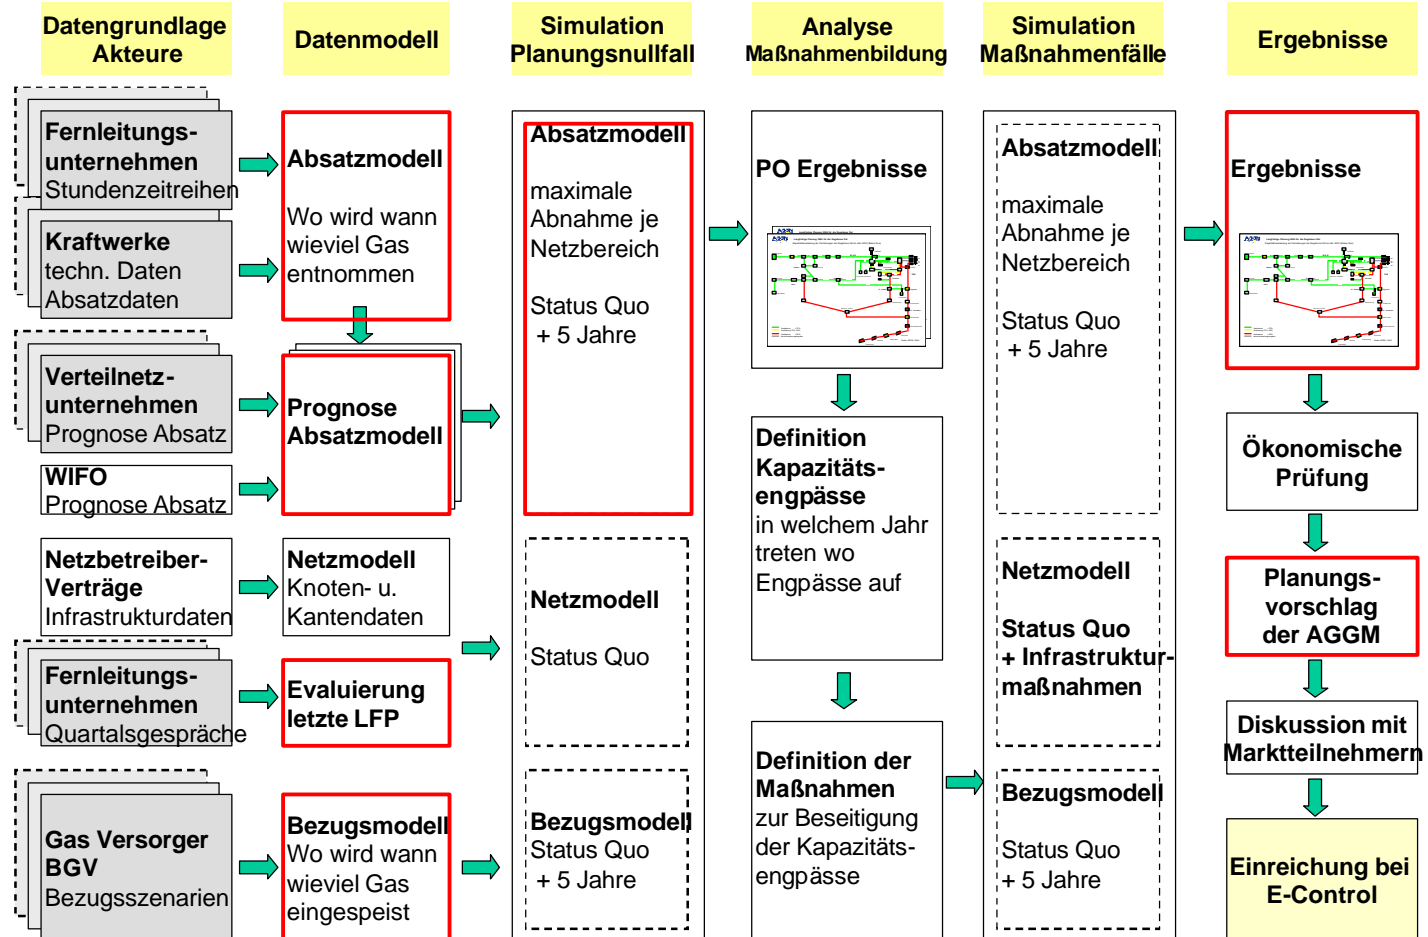 Datengrundlage
Akteure
Datenmodell
Simulation
Planungsnullfall
Analyse
Maßnahmenbildung
Simulation
Maßnahmenfälle
Ergebnisse
Fernleitungs-
unternehmen
Stundenzeitreihen
Kraftwerke
techn. Daten
Absatzdaten
Verteilnetz-
unternehmen
Prognose Absatz
WIFO
Prognose Absatz
Netzbetreiber-
Verträge
Infrastrukturdaten
Fernleitungs-
unternehmen
Quartalsgespräche
Gas Versorger
BGV
Bezugsszenarien
Absatzmodell
Wo wird wann
wieviel Gas
entnommen
Prognose
Absatzmodell
Netzmodell
Knoten- u.
Kantendaten
Evaluierung
letzte LFP
Bezugsmodell
Wo wird wann
wieviel Gas
eingespeist
Absatzmodell
maximale
Abnahme je
Netzbereich
Status Quo
+ 5 Jahre
Netzmodell
Status Quo
Bezugsmodell
Status Quo
+ 5 Jahre
PO Ergebnisse
Definition
Kapazitäts-
engpässe
in welchem Jahr
treten wo
Engpässe auf
Definition der
Maßnahmen
zur Beseitigung
der Kapazitäts-
engpässe
Absatzmodell
maximale
Abnahme je
Netzbereich
Status Quo
+ 5 Jahre
Netzmodell
Status Quo
+ Infrastruktur-
maßnahmen
Bezugsmodell
Status Quo
+ 5 Jahre
Ergebnisse
Ökonomische
Prüfung
Planungs-
vorschlag
der AGGM
Diskussion mit
Marktteilnehmern
Einreichung bei
E-Control